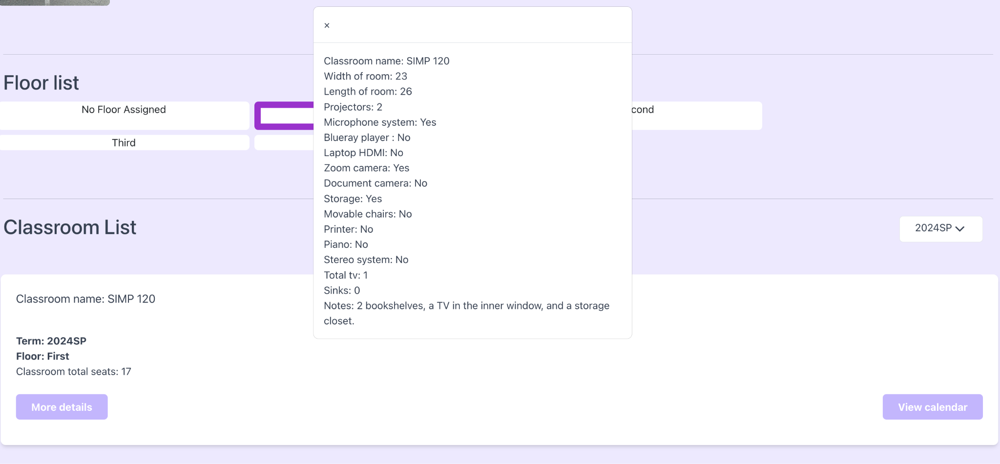 ×
Classroom name: SIMP 120
Width of room: 23
Length of room: 26
Projectors: 2
Microphone system: Yes
Blueray player : No
Laptop HDMI: No
Zoom camera: Yes
Document camera: No
Storage: Yes
Movable chairs: No
Printer: No
Piano: No
Stereo system: No
Total tv: 1
Sinks: 0
Notes: 2 bookshelves, a TV in the inner window, and a storage
closet.
Floor list
No Floor Assigned
cond
Third
Classroom List
2024SP
Classroom name: SIMP 120
Term: 2024SP
Floor: First
Classroom total seats: 17
More details
View calendar